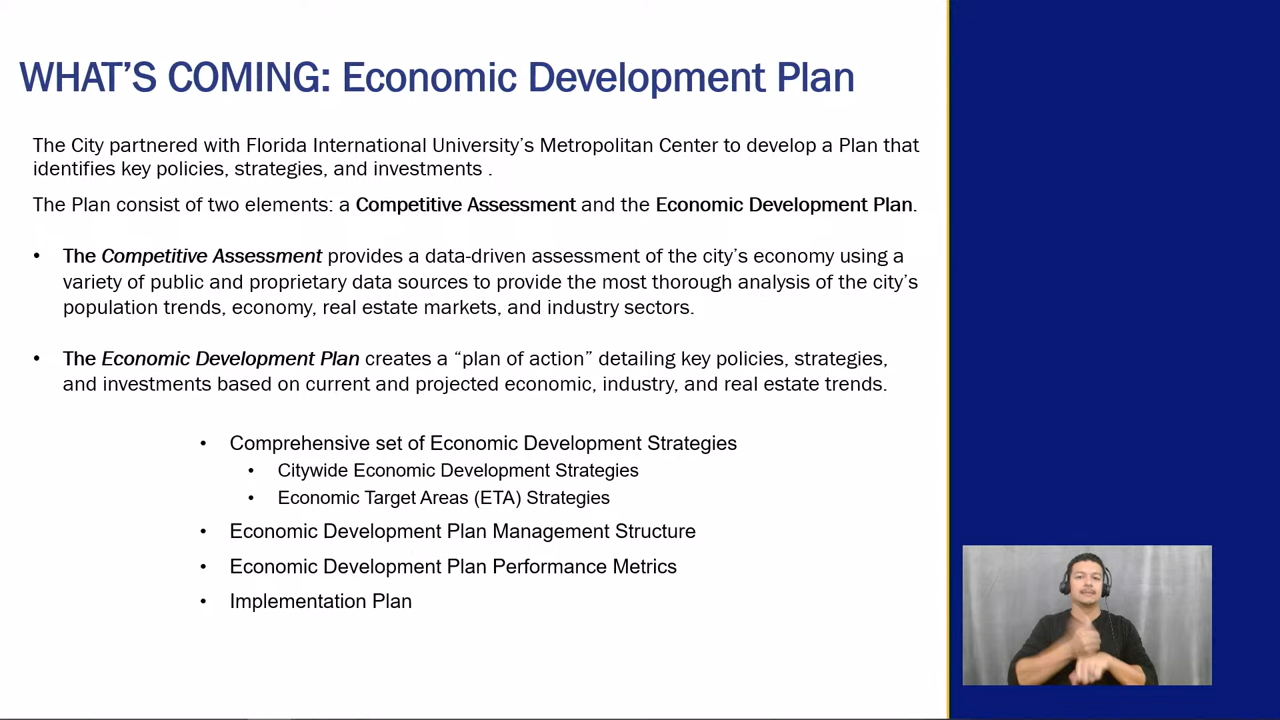 WHAT'S COMING: Economic Development Plan
The City partnered with Florida International University's Metropolitan Center to develop a Plan that
identifies key policies, strategies, and investments .
The Plan consist of two elements: a Competitive Assessment and the Economic Development Plan.
• The Competitive Assessment provides a data-driven assessment of the city's economy using a
variety of public and proprietary data sources to provide the most thorough analysis of the city's
population trends, economy, real estate markets, and industry sectors.
• The Economic Development Plan creates a “plan of action” detailing key policies, strategies,
and investments based on current and projected economic, industry, and real estate trends.
• Comprehensive set of Economic Development Strategies
• Citywide Economic Development Strategies
• Economic Target Areas (ETA) Strategies
• Economic Development Plan Management Structure
• Economic Development Plan Performance Metrics
• Implementation Plan